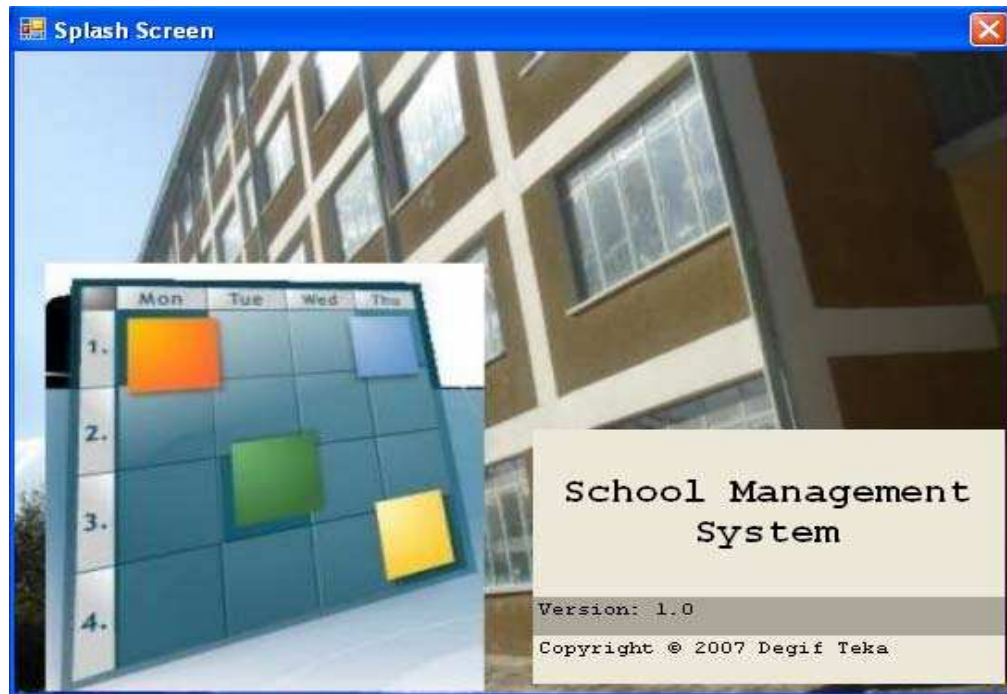 Splash Screen
Mon Tue Wed Thu
1.
2.
3.
4.
School Management
System
Version: 1.0
Copyright © 2007 Degif Teka